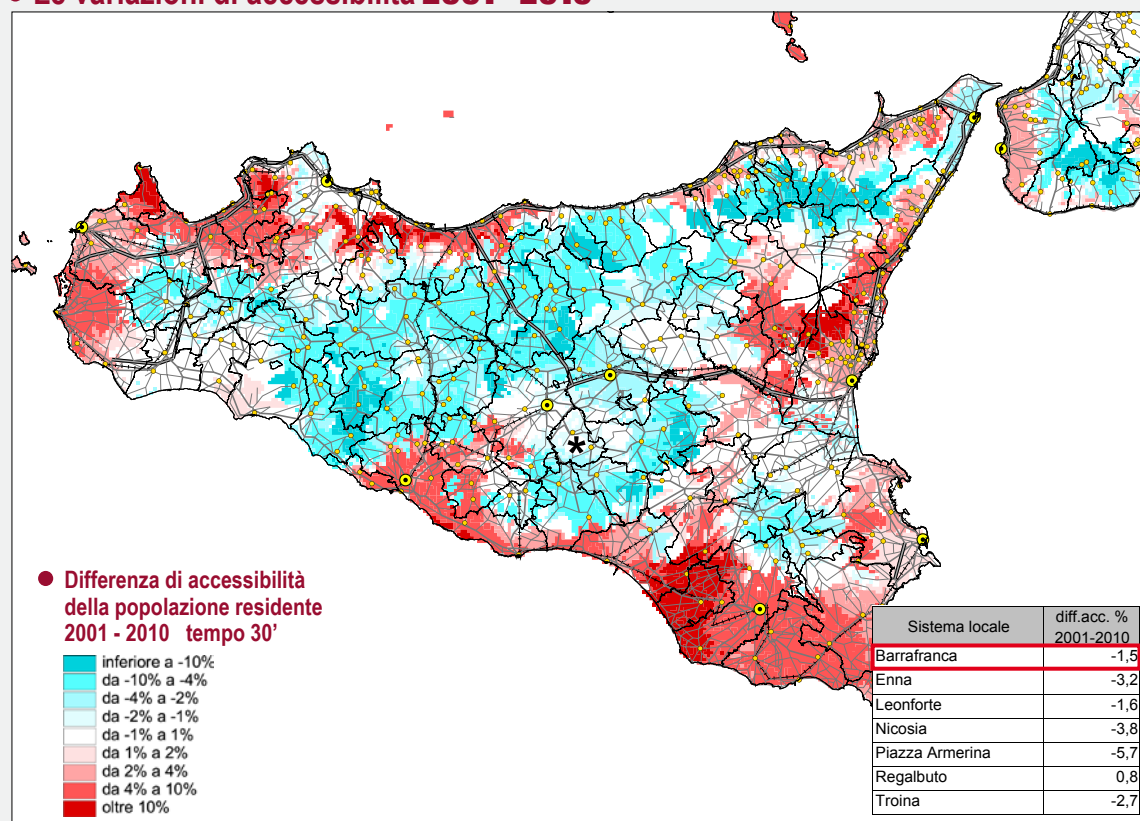 Differenza di accessibilità
della popolazione residente
2001 - 2010 tempo 30'
inferiore a -10%
da -10% a -4%
da -4% a -2%
da -2% a -1%
da -1% a 1%
da 1% a 2%
da 2% a 4%
da 4% a 10%
oltre 10%
*
Sistema locale diff.acc. % 2001-2010
Barrafranca -1,5
Enna -3,2
Leonforte -1,6
Nicosia -3,8
Piazza Armerina -5,7
Regalbuto 0,8
Troina -2,7